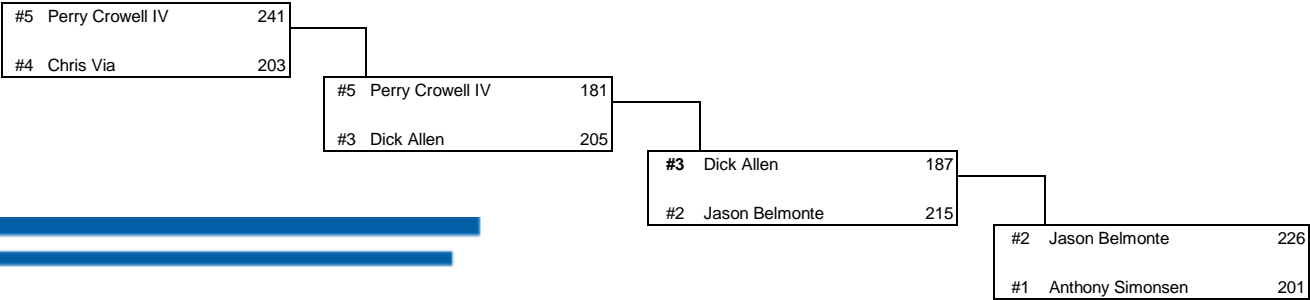 #5 Perry Crowell IV 241
#4 Chris Via 203
#5 Perry Crowell IV 181
#3 Dick Allen 205
#3 Dick Allen 187
#2 Jason Belmonte 215
#2 Jason Belmonte 226
#1 Anthony Simonsen 201